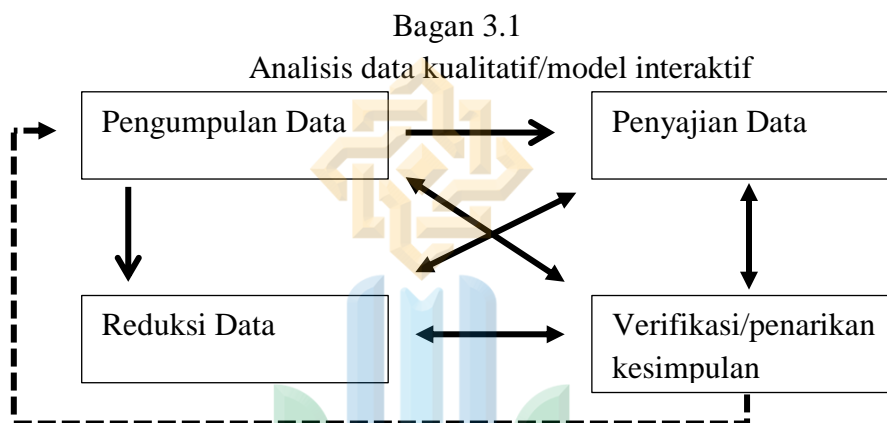 Bagan 3.1
Analisis data kualitatif/model interaktif
Pengumpulan Data
Penyajian Data
Reduksi Data
Verifikasi/penarikan
kesimpulan